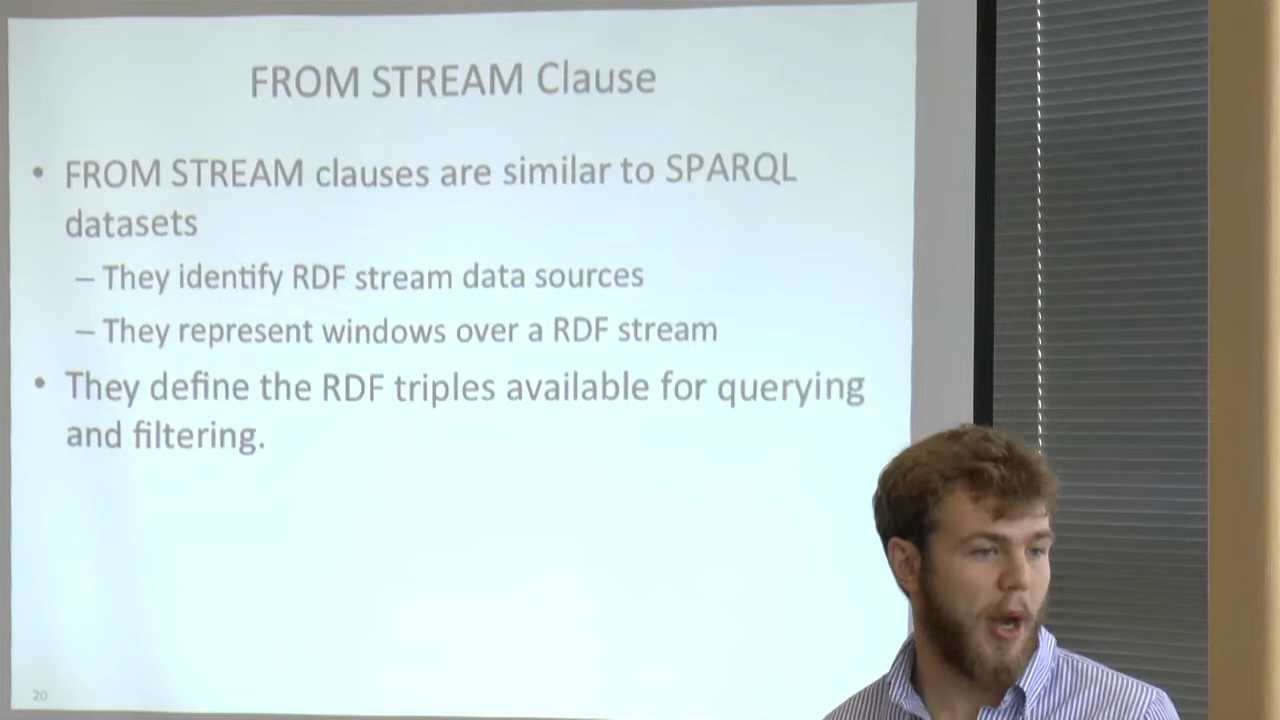 FROM STREAM Clause
• FROM STREAM clauses are similar to SPARQL
datasets
– They identify RDF stream data sources
– They represent windows over a RDF stream
• They define the RDF triples available for querying
and filtering.
20